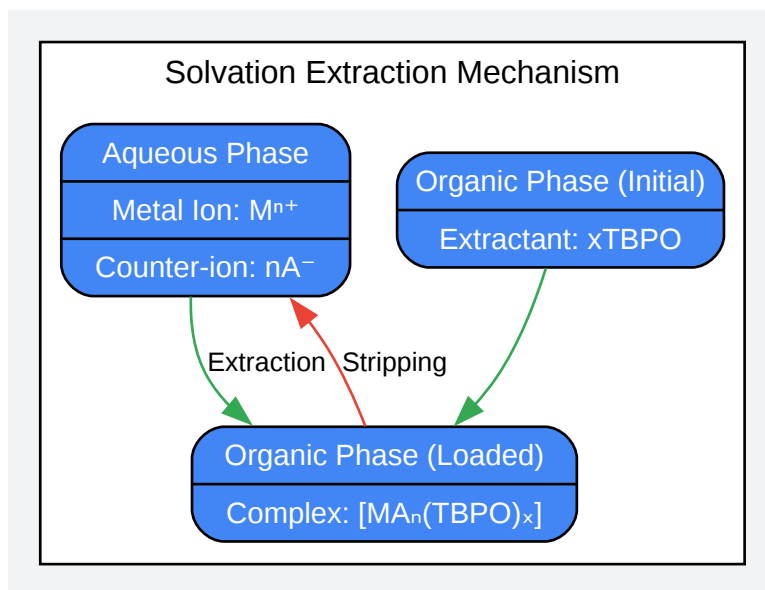 Solvation Extraction Mechanism
Aqueous Phase
Metal Ion: Mⁿ⁺
Counter-ion: nA⁻
Organic Phase (Initial)
Extractant: xTBPO
Extraction
Stripping
Organic Phase (Loaded)
Complex: [MAₙ(TBPO)ₓ]